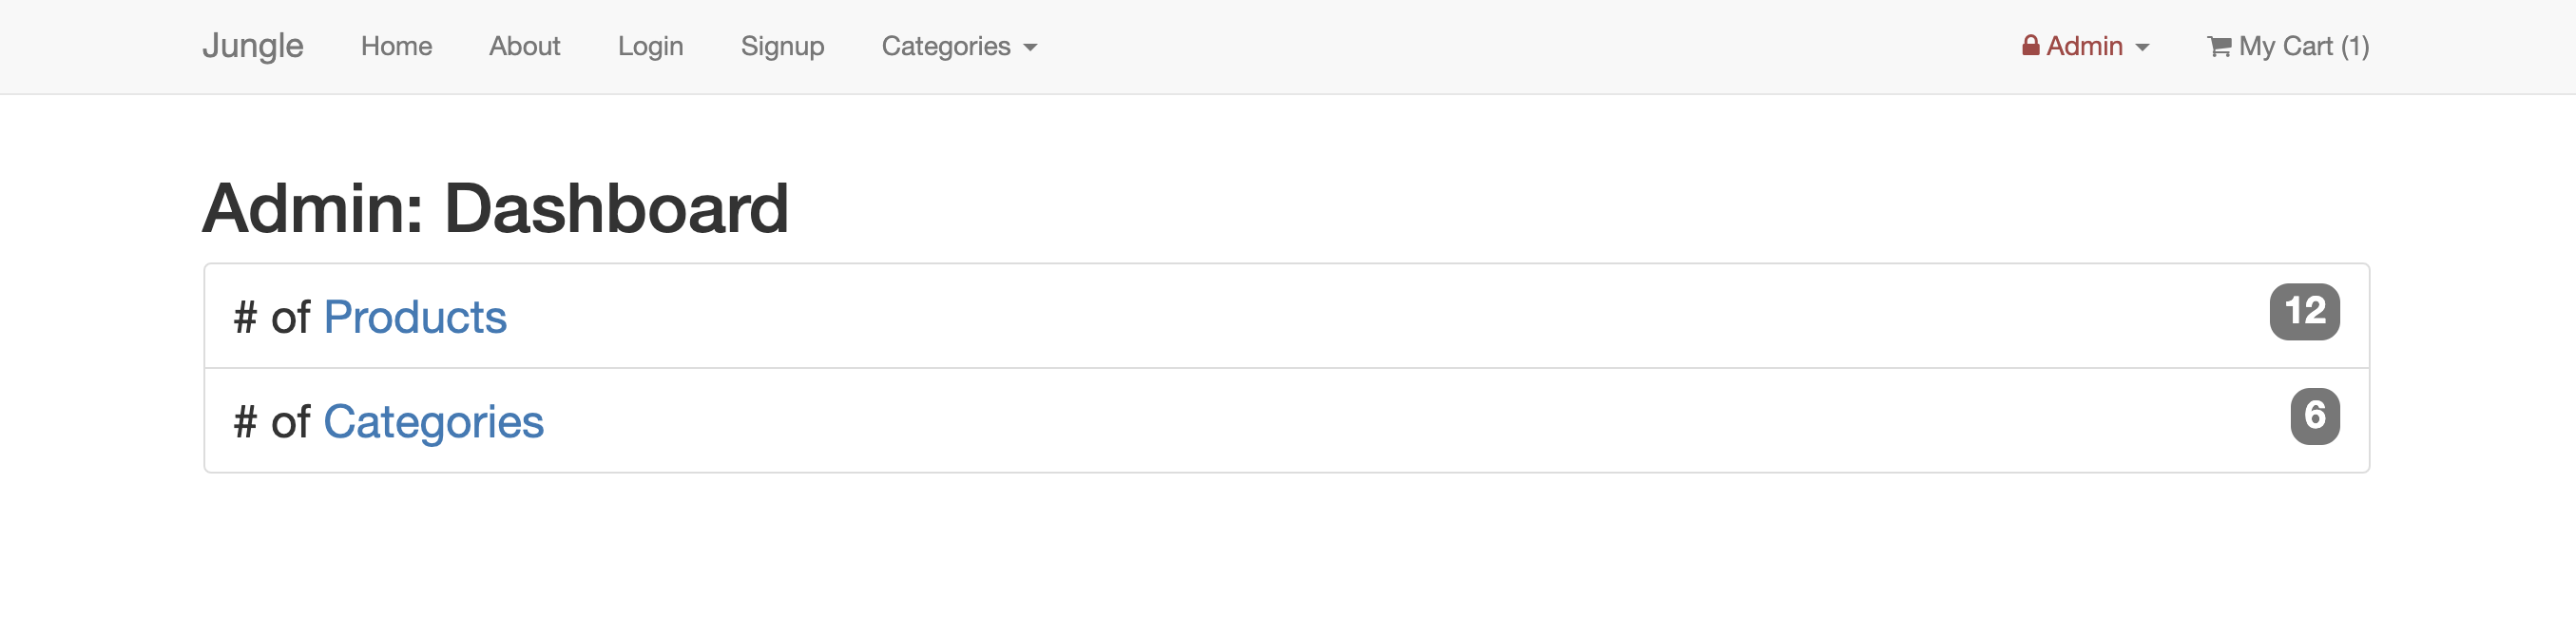 Jungle Home About Login Signup Categories Admin My Cart (1)
Admin: Dashboard
# of Products 12
# of Categories 6